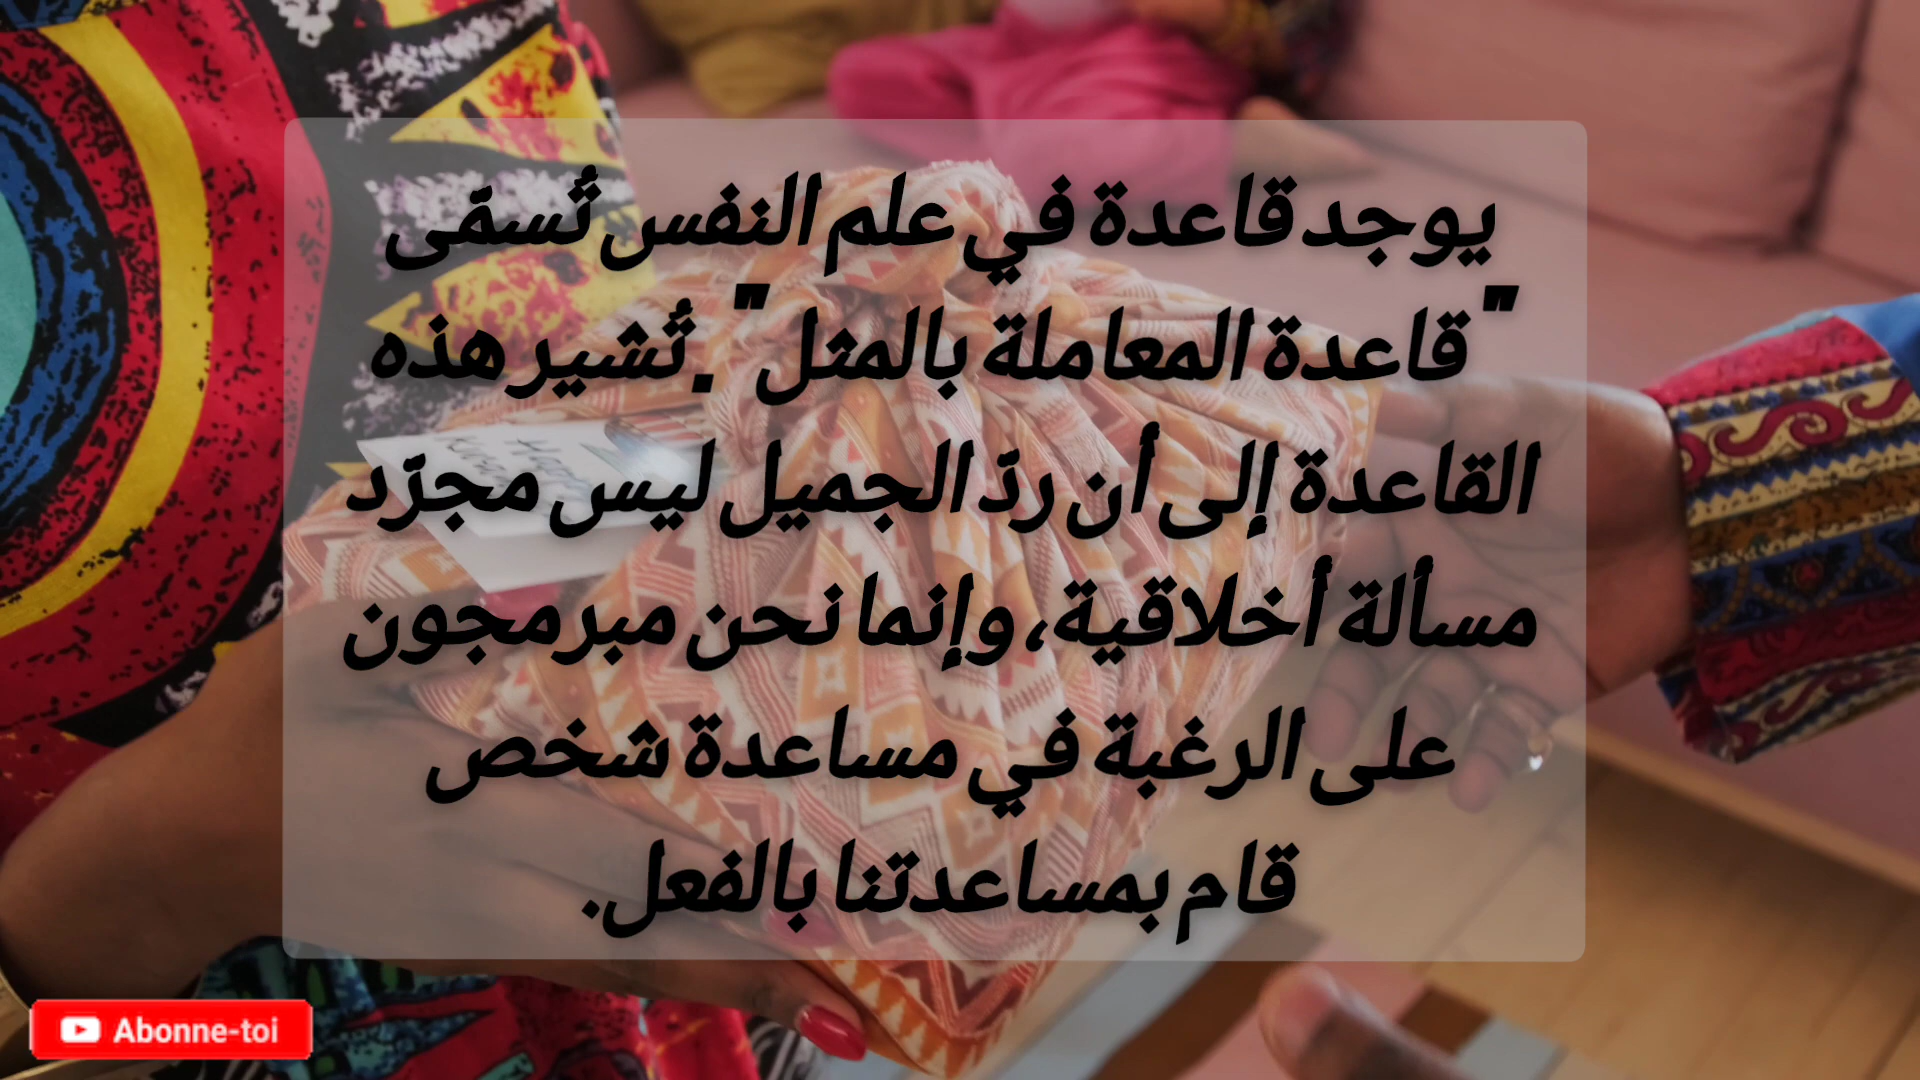 يوجد قاعدة في علم النفس تُسمّى
"قاعدة المعاملة بالمثل". تُشير هذه
القاعدة إلى أن ردّ الجميل ليس مجرّد
مسألة أخلاقية، وإنما نحن مبرمجون
على الرغبة في مساعدة شخص
قام بمساعدتنا بالفعل.
Abonne-toi